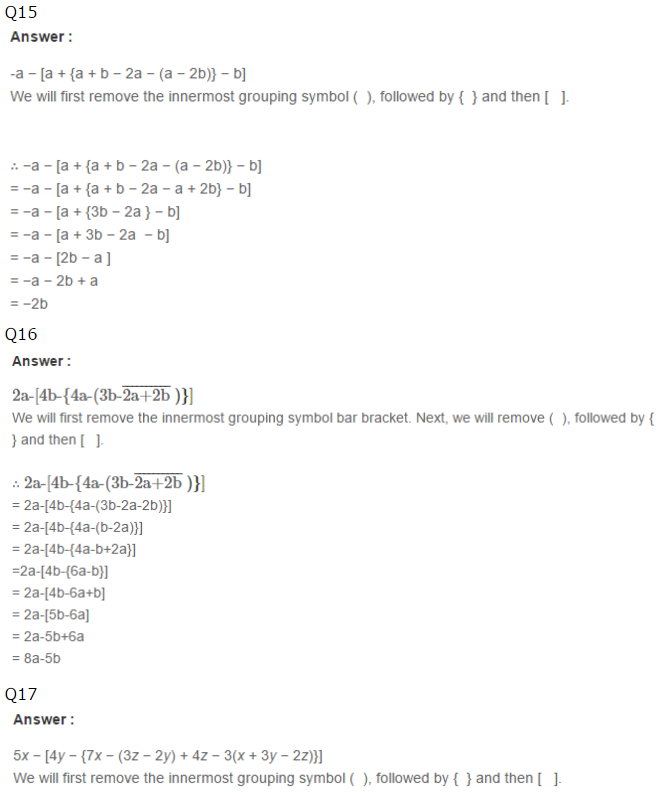 Q15
Answer :
-a – [a + {a + b – 2a – (a – 2b)} – b]
We will first remove the innermost grouping symbol (  ), followed by {  } and then [   ].
∴ –a – [a + {a + b – 2a – (a – 2b)} – b]
= –a – [a + {a + b – 2a – a + 2b} – b]
= –a – [a + {3b – 2a } – b]
= –a – [a + 3b – 2a  – b]
= –a – [2b – a ]
= –a – 2b + a
= –2b
Q16
Answer :
2a-[4b-{4a-(3b-2a+2b̅ )}]
We will first remove the innermost grouping symbol bar bracket. Next, we will remove (  ), followed by {
} and then [   ].
∴ 2a-[4b-{4a-(3b-2a+2b̅ )}]
= 2a-[4b-{4a-(3b-2a-2b)}]
= 2a-[4b-{4a-(b-2a)}]
= 2a-[4b-{4a-b+2a}]
=2a-[4b-{6a-b}]
= 2a-[4b-6a+b]
= 2a-[5b-6a]
= 2a-5b+6a
= 8a-5b
Q17
Answer :
5x – [4y – {7x – (3z – 2y) + 4z – 3(x + 3y – 2z)}]
We will first remove the innermost grouping symbol (  ), followed by {  } and then [   ].